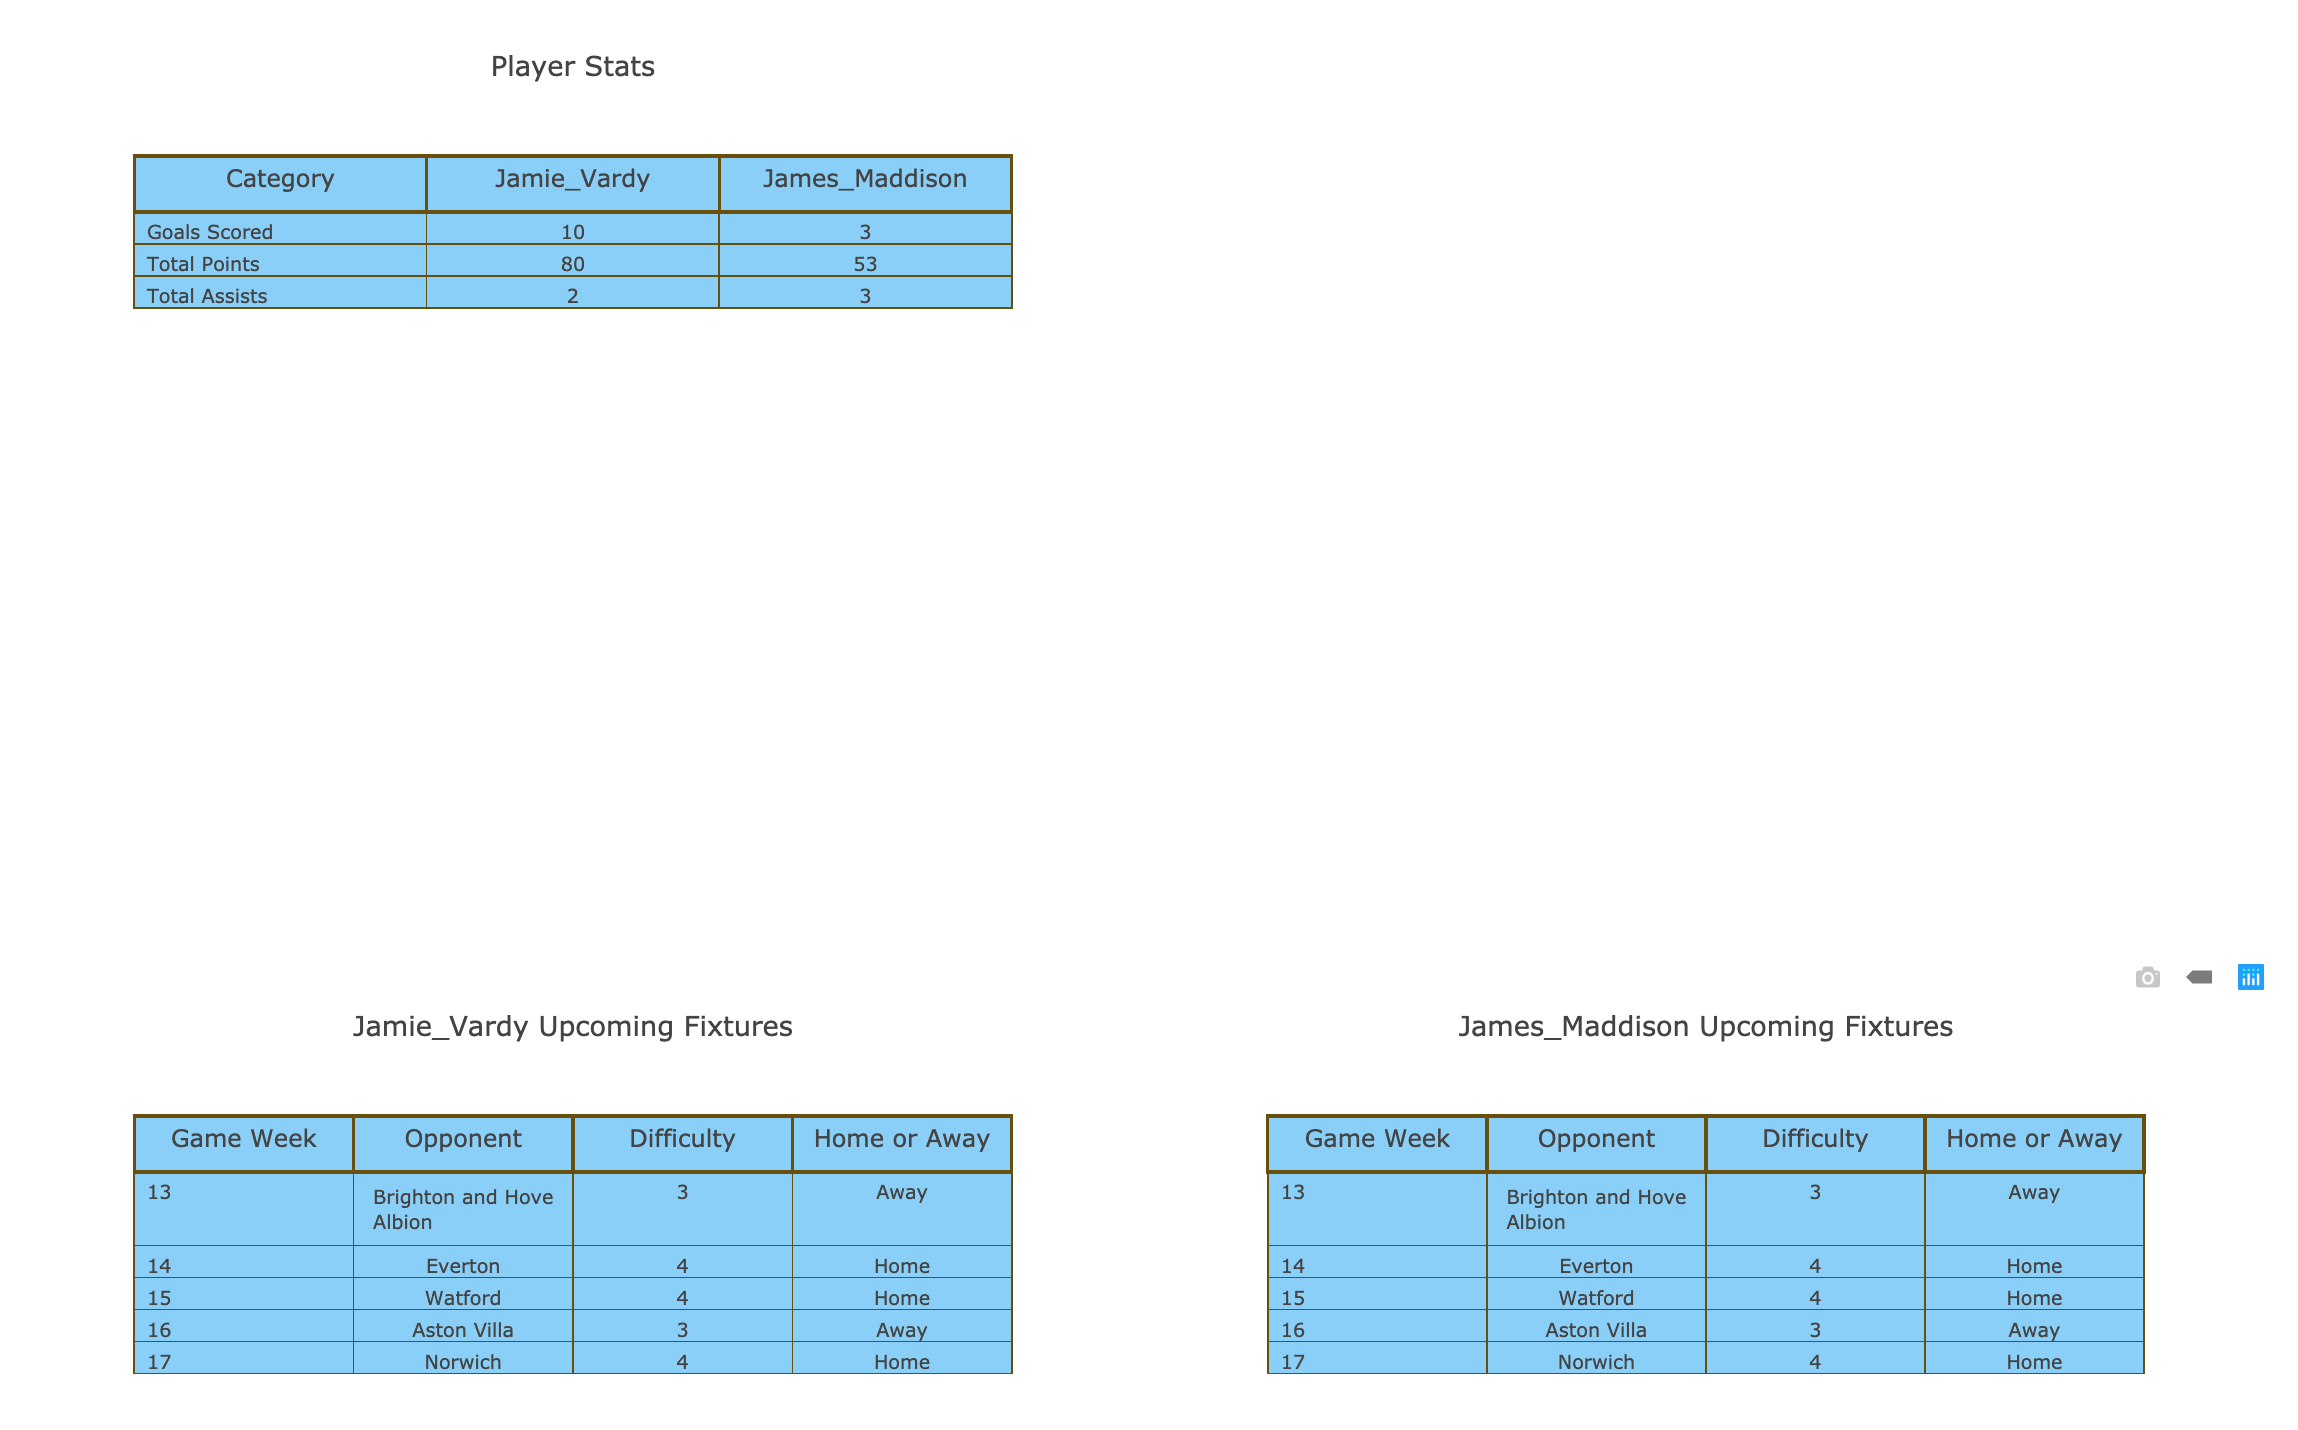 Player Stats
Category Jamie_Vardy James_Maddison
Goals Scored 10 3
Total Points 80 53
Total Assists 2 3
Jamie_Vardy Upcoming Fixtures
Game Week Opponent Difficulty Home or Away
13 Brighton and Hove 3 Away
Albion
14 Everton 4 Home
15 Watford 4 Home
16 Aston Villa 3 Away
17 Norwich 4 Home
James_Maddison Upcoming Fixtures
Game Week Opponent Difficulty Home or Away
13 Brighton and Hove 3 Away
Albion
14 Everton 4 Home
15 Watford 4 Home
16 Aston Villa 3 Away
17 Norwich 4 Home